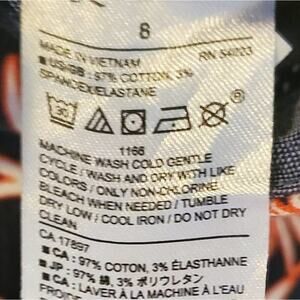 8
MADE IN VIETNAM
RN 54023
■ US/GB : 97% COTTON, 3%
SPANDEX/ELASTANE
30
1166
MACHINE WASH COLD GENTLE
CYCLE / WASH AND DRY WITH LIKE
COLORS / ONLY NON-CHLORINE
BLEACH WHEN NEEDED / TUMBLE
DRY LOW / COOL IRON / DO NOT DRY
CLEAN
CA 17897
■ CA : 97% COTON, 3% ÉLASTHANNE
■ JP : 97% 綿, 3% ポリウレタン
■ CA : LAVER À LA MACHINE À L'EAU
FROIDE